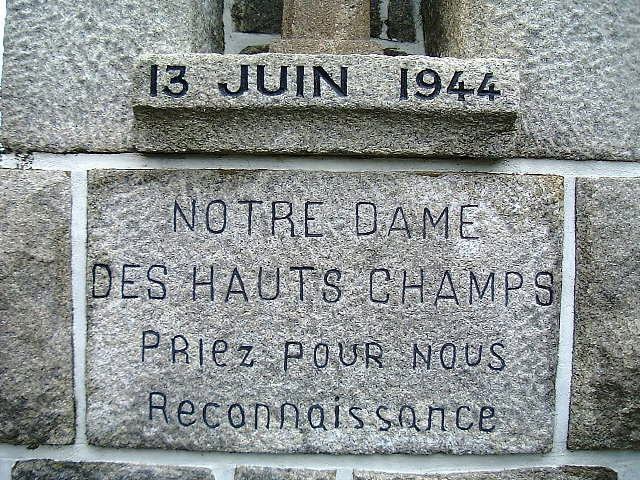 13 JUIN 1944
NOTRE DAME
DES HAUTS CHAMPS
Priez pour nous
Reconnaissance